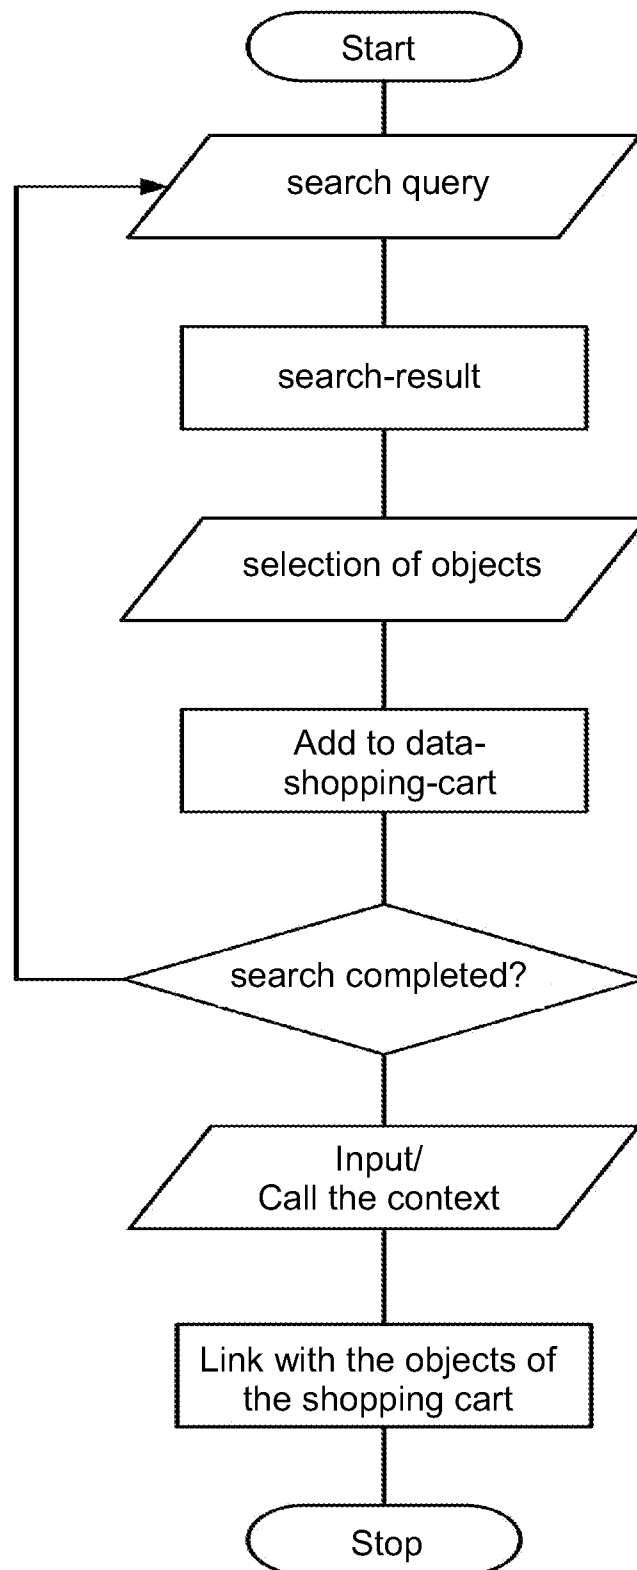 Start
search query
search-result
selection of objects
Add to data-
shopping-cart
search completed?
Input/
Call the context
Link with the objects of
the shopping cart
Stop